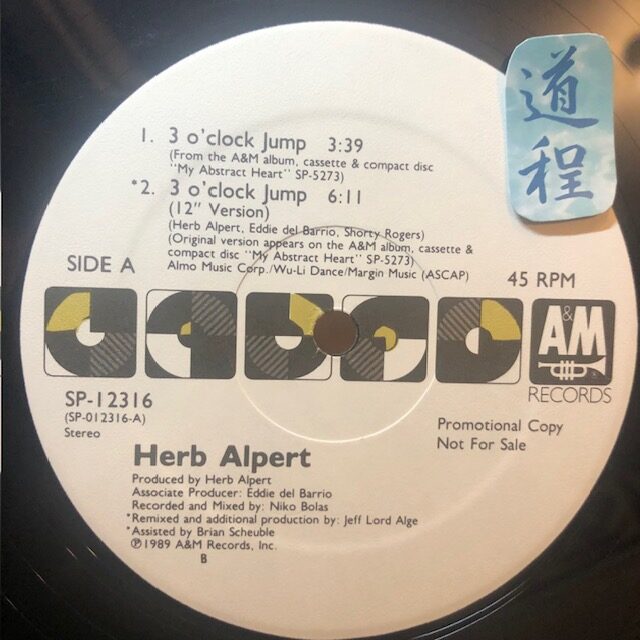 道程
1. 3 o'clock Jump 3:39
(From the A&M album, cassette & compact disc
"My Abstract Heart" SP-5273)
*2. 3 o'clock Jump 6:11
(12" Version)
(Herb Alpert, Eddie del Barrio, Shorty Rogers)
(Original version appears on the A&M album, cassette &
compact disc "My Abstract Heart" SP-5273)
Almo Music Corp./Wu-Li Dance/Margin Music (ASCAP)
SIDE A
45 RPM
A&M
RECORDS
SP-12316
(SP-012316-A)
Stereo
Promotional Copy
Not For Sale
Herb Alpert
Produced by Herb Alpert
Associate Producer: Eddie del Barrio
Recorded and Mixed by: Niko Bolas
*Remixed and additional production by: Jeff Lord Alge
*Assisted by Brian Scheuble
℗1989 A&M Records, Inc.
B